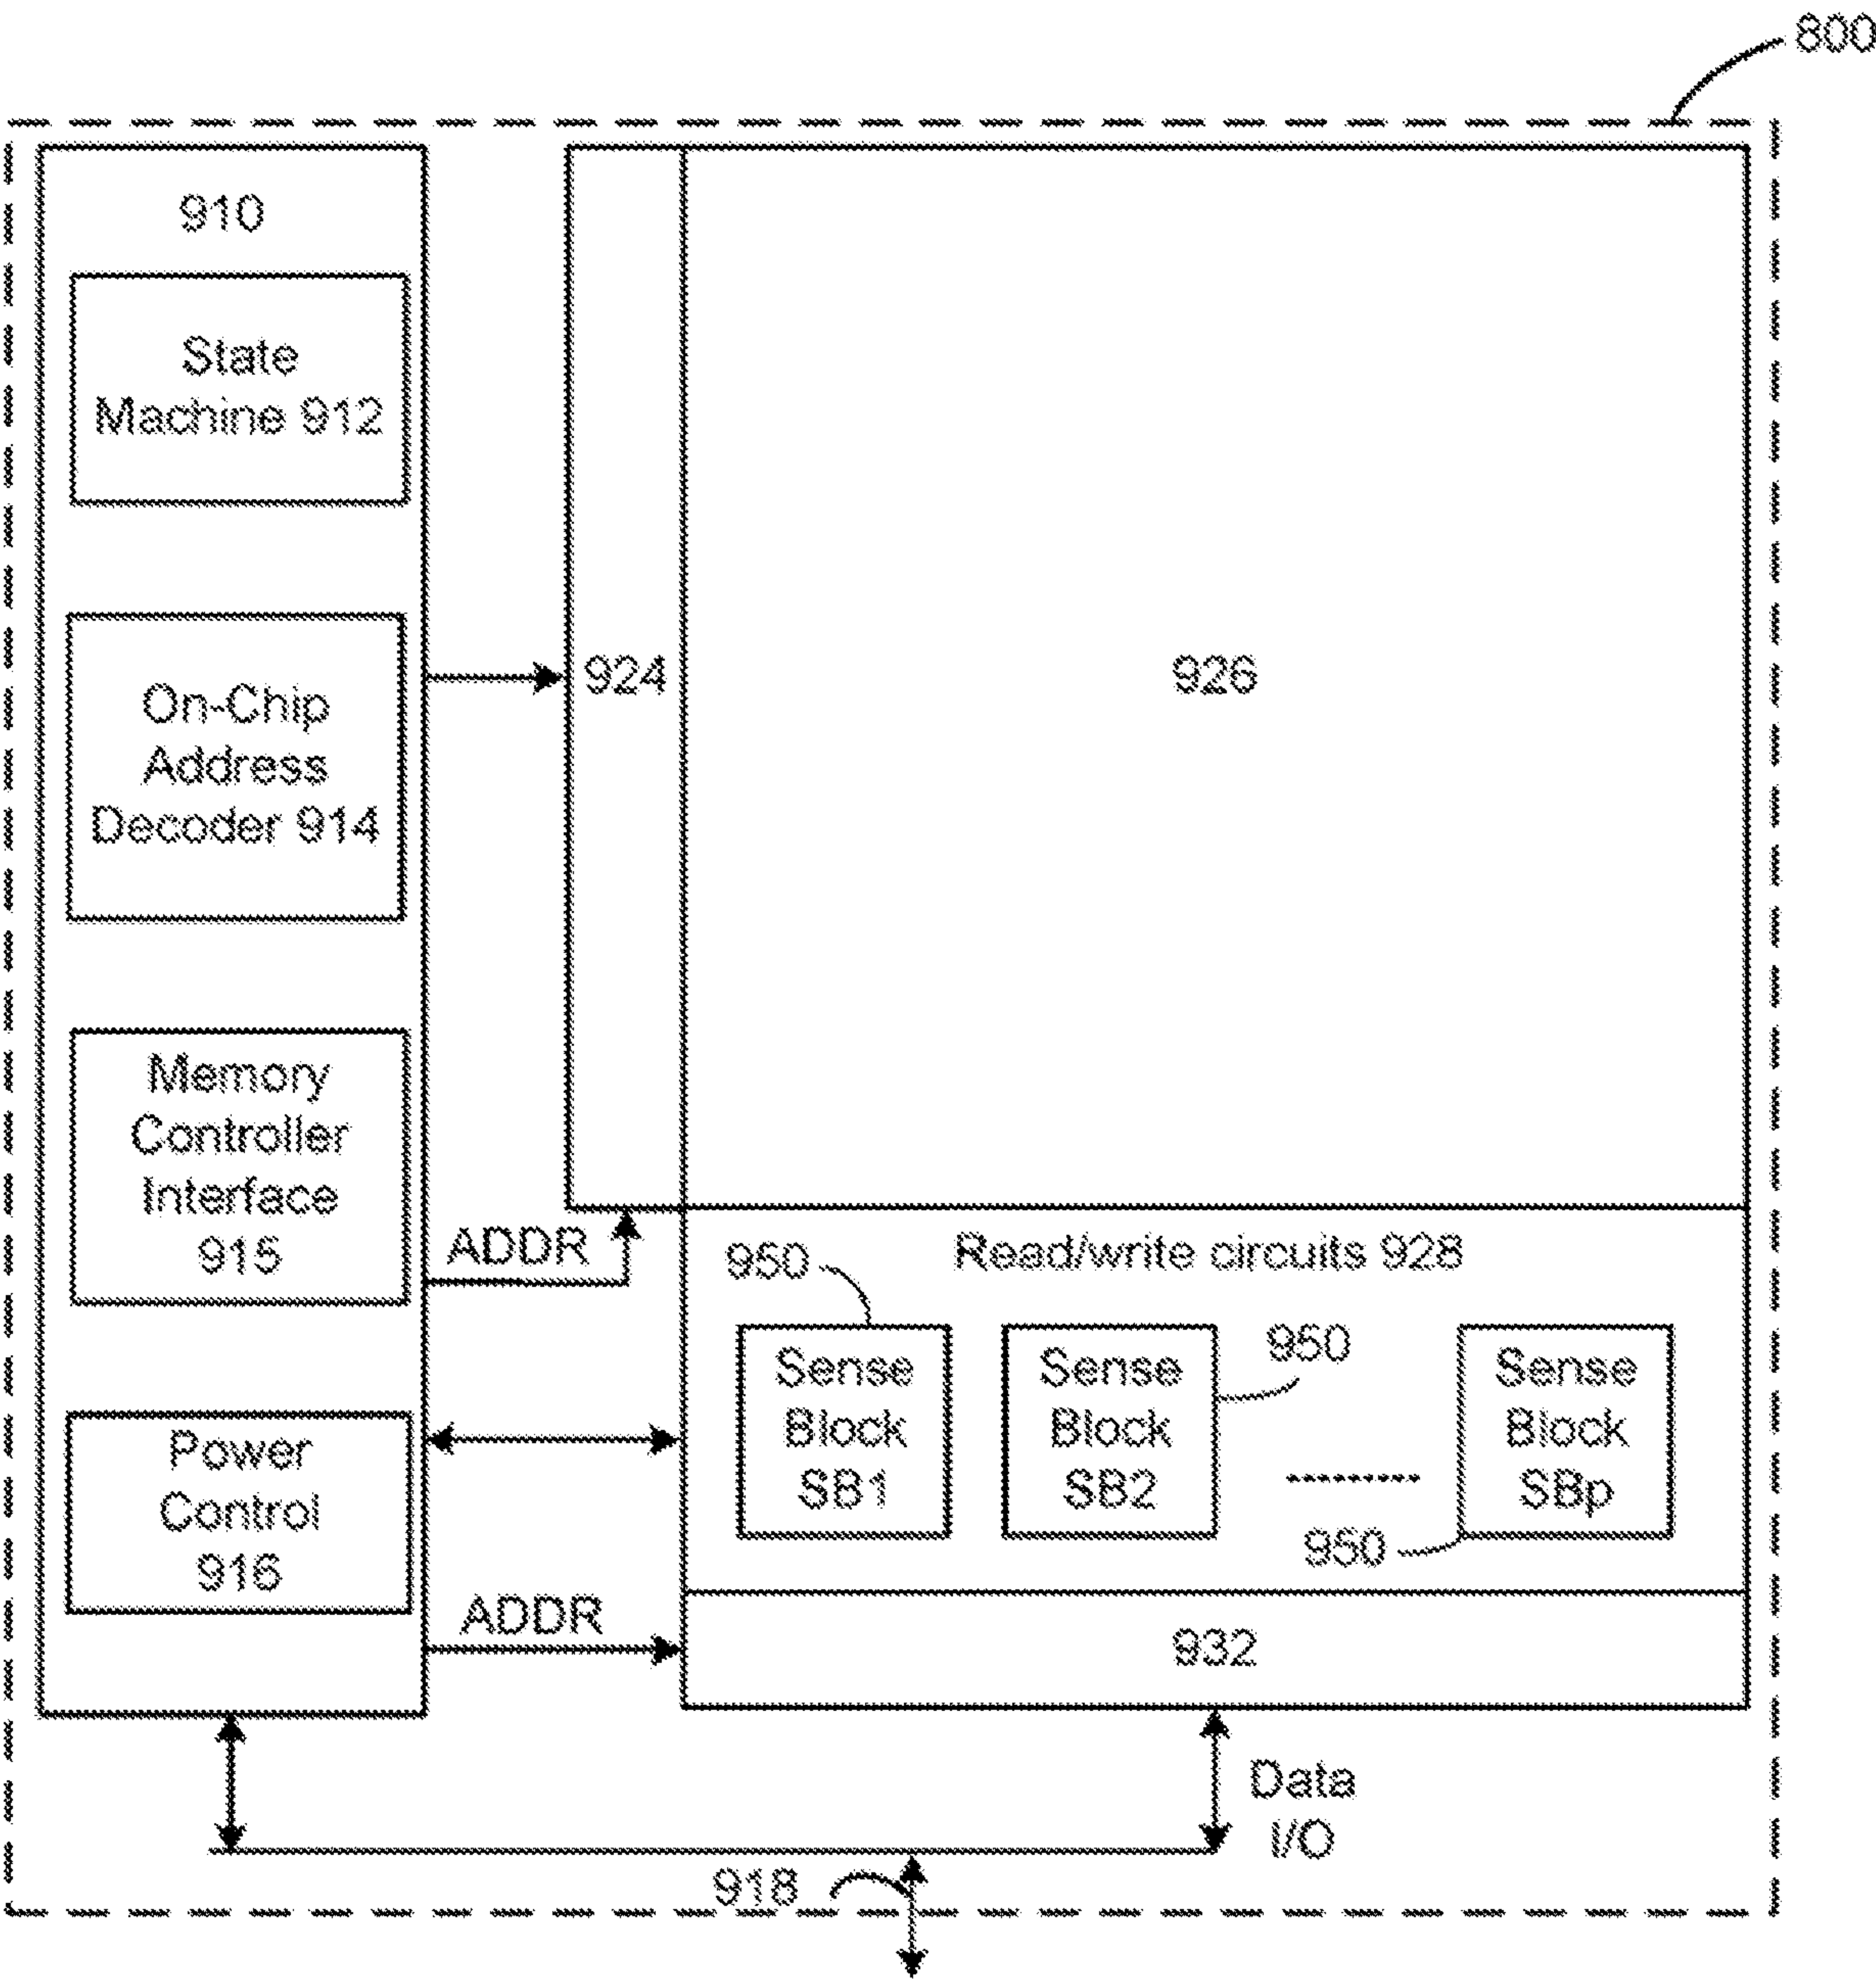 800
910
State
Machine 912
On-Chip
Address
Decoder 914
Memory
Controller
Interface
915
Power
Control
916
924
926
ADDR
Read/write circuits 928
950
Sense
Block
SB1
Sense
Block
SB2
950
Sense
Block
SBp
950
ADDR
932
Data
I/O
918